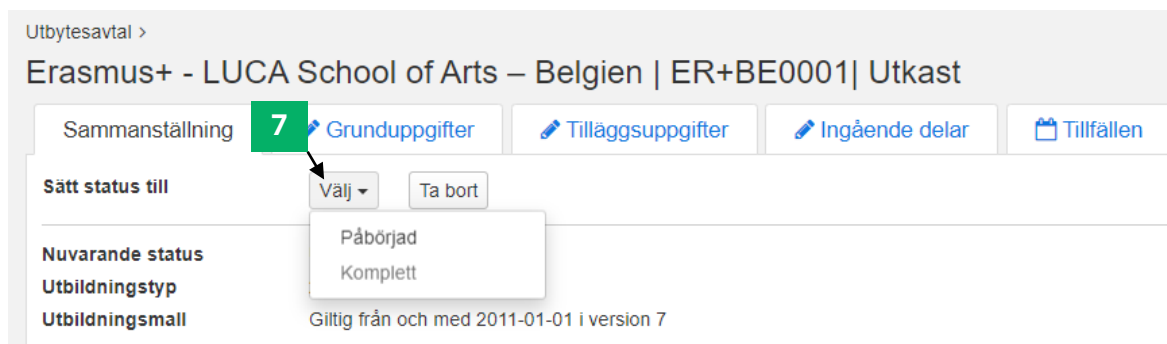 Utbytesavtal >
Erasmus+ - LUCA School of Arts – Belgien | ER+BE0001| Utkast
Sammanställning 7 Grunduppgifter Tilläggsuppgifter Ingående delar Tillfällen
Sätt status till Välj Ta bort
Påbörjad
Nuvarande status
Komplett
Utbildningstyp
Utbildningsmall Giltig från och med 2011-01-01 i version 7